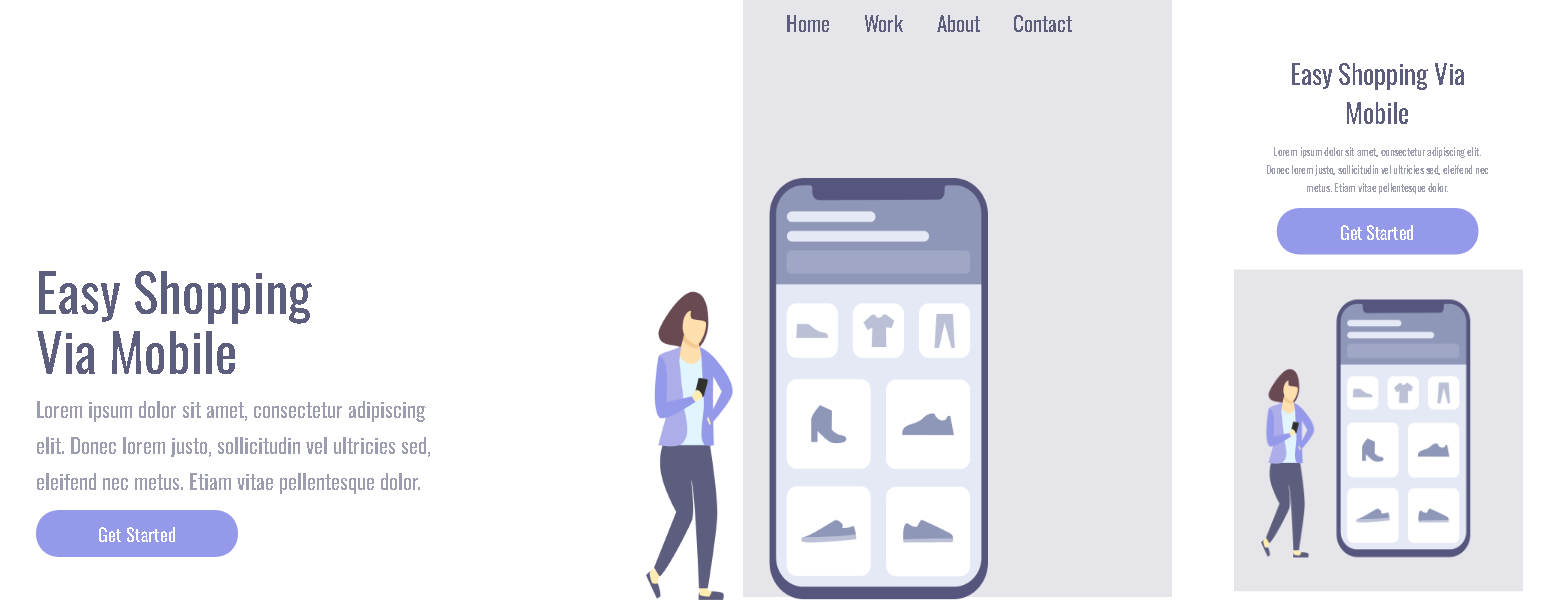 Home Work About Contact
Easy Shopping
Via Mobile
Lorem ipsum dolor sit amet, consectetur adipiscing
elit. Donec lorem justo, sollicitudin vel ultricies sed,
eleifend nec metus. Etiam vitae pellentesque dolor.
Get Started
Easy Shopping Via
Mobile
Lorem ipsum dolor sit amet, consectetur adipiscing elit.
Donec lorem justo, sollicitudin vel ultricies sed, eleifend nec
metus. Etiam vitae pellentesque dolor.
Get Started